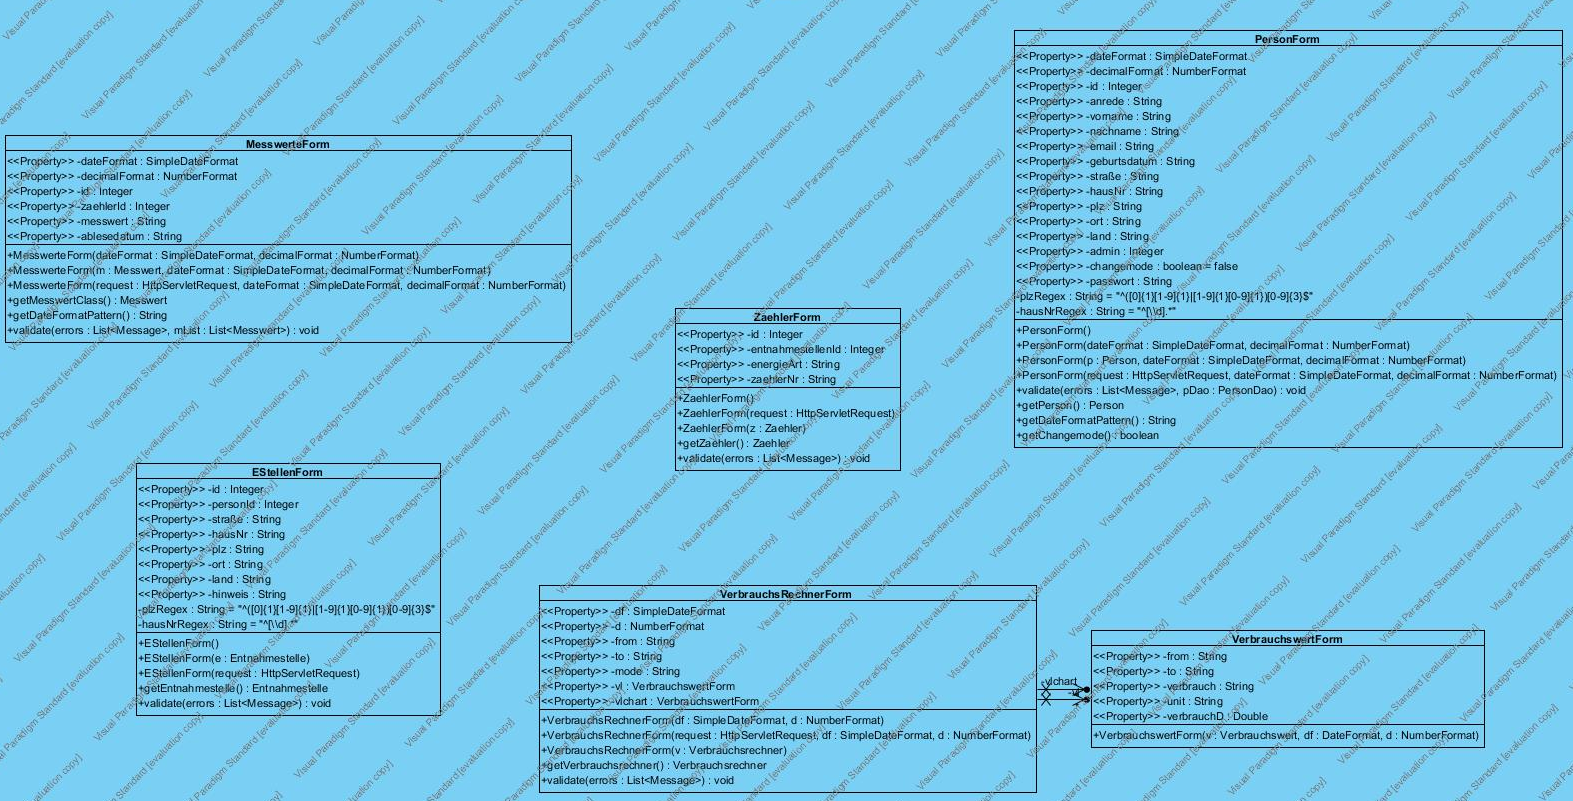 MesswerteForm
<<Property>> -dateFormat : SimpleDateFormat
<<Property>> -decimalFormat : NumberFormat
<<Property>> -id : Integer
<<Property>> -zaehlerId : Integer
<<Property>> -messwert : String
<<Property>> -ablesedatum : String
+MesswerteForm(dateFormat : SimpleDateFormat, decimalFormat : NumberFormat)
+MesswerteForm(m : Messwert, dateFormat : SimpleDateFormat, decimalFormat : NumberFormat)
+MesswerteForm(request : HttpServletRequest, dateFormat : SimpleDateFormat, decimalFormat : NumberFormat)
+getMesswertClass() : Messwert
+getDateFormatPattern() : String
+validate(errors : List<Message>, mList : List<Messwert>) : void
PersonForm
<<Property>> -dateFormat : SimpleDateFormat
<<Property>> -decimalFormat : NumberFormat
<<Property>> -id : Integer
<<Property>> -anrede : String
<<Property>> -vorname : String
<<Property>> -nachname : String
<<Property>> -email : String
<<Property>> -geburtsdatum : String
<<Property>> -straße : String
<<Property>> -hausNr : String
<<Property>> -plz : String
<<Property>> -ort : String
<<Property>> -land : String
<<Property>> -admin : Integer
<<Property>> -changemode : boolean = false
<<Property>> -passwort : String
-plzRegex : String = "^([0]{1}[1-9]{1}|[1-9]{1}[0-9]{1})[0-9]{3}$"
-hausNrRegex : String = "^[\\d].*"
+PersonForm()
+PersonForm(dateFormat : SimpleDateFormat, decimalFormat : NumberFormat)
+PersonForm(p : Person, dateFormat : SimpleDateFormat, decimalFormat : NumberFormat)
+PersonForm(request : HttpServletRequest, dateFormat : SimpleDateFormat, decimalFormat : NumberFormat)
+validate(errors : List<Message>, pDao : PersonDao) : void
+getPerson() : Person
+getDateFormatPattern() : String
+getChangemode() : boolean
ZaehlerForm
<<Property>> -id : Integer
<<Property>> -entnahmestellenId : Integer
<<Property>> -energieArt : String
<<Property>> -zaehlerNr : String
+ZaehlerForm()
+ZaehlerForm(request : HttpServletRequest)
+ZaehlerForm(z : Zaehler)
+getZaehler() : Zaehler
+validate(errors : List<Message>) : void
EStellenForm
<<Property>> -id : Integer
<<Property>> -personId : Integer
<<Property>> -straße : String
<<Property>> -hausNr : String
<<Property>> -plz : String
<<Property>> -ort : String
<<Property>> -land : String
<<Property>> -hinweis : String
-plzRegex : String = "^([0]{1}[1-9]{1}|[1-9]{1}[0-9]{1})[0-9]{3}$"
-hausNrRegex : String = "^[\\d].*"
+EStellenForm()
+EStellenForm(e : Entnahmestelle)
+EStellenForm(request : HttpServletRequest)
+getEntnahmestelle() : Entnahmestelle
+validate(errors : List<Message>) : void
VerbrauchsRechnerForm
<<Property>> -df : SimpleDateFormat
<<Property>> -d : NumberFormat
<<Property>> -from : String
<<Property>> -to : String
<<Property>> -mode : String
<<Property>> -vl : VerbrauchswertForm
<<Property>> -vlchart : VerbrauchswertForm
+VerbrauchsRechnerForm(df : SimpleDateFormat, d : NumberFormat)
+VerbrauchsRechnerForm(request : HttpServletRequest, df : SimpleDateFormat, d : NumberFormat)
+VerbrauchsRechnerForm(v : Verbrauchsrechner)
+getVerbrauchsrechner() : Verbrauchsrechner
+validate(errors : List<Message>) : void
-vlchart
-vl
VerbrauchswertForm
<<Property>> -from : String
<<Property>> -to : String
<<Property>> -verbrauch : String
<<Property>> -unit : String
<<Property>> -verbrauchD : Double
+VerbrauchswertForm(v : Verbrauchswert, df : DateFormat, d : NumberFormat)
Visual Paradigm Standard [evaluation copy]